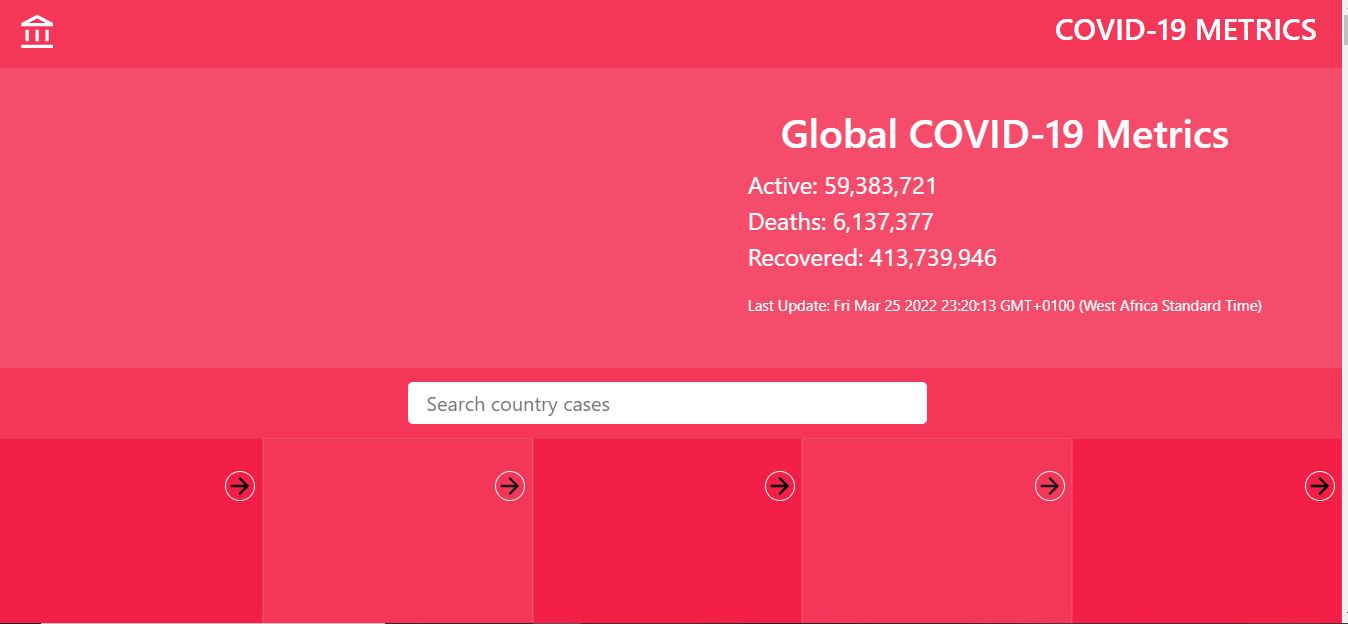 COVID-19 METRICS
Global COVID-19 Metrics
Active: 59,383,721
Deaths: 6,137,377
Recovered: 413,739,946
Last Update: Fri Mar 25 2022 23:20:13 GMT+0100 (West Africa Standard Time)
Search country cases